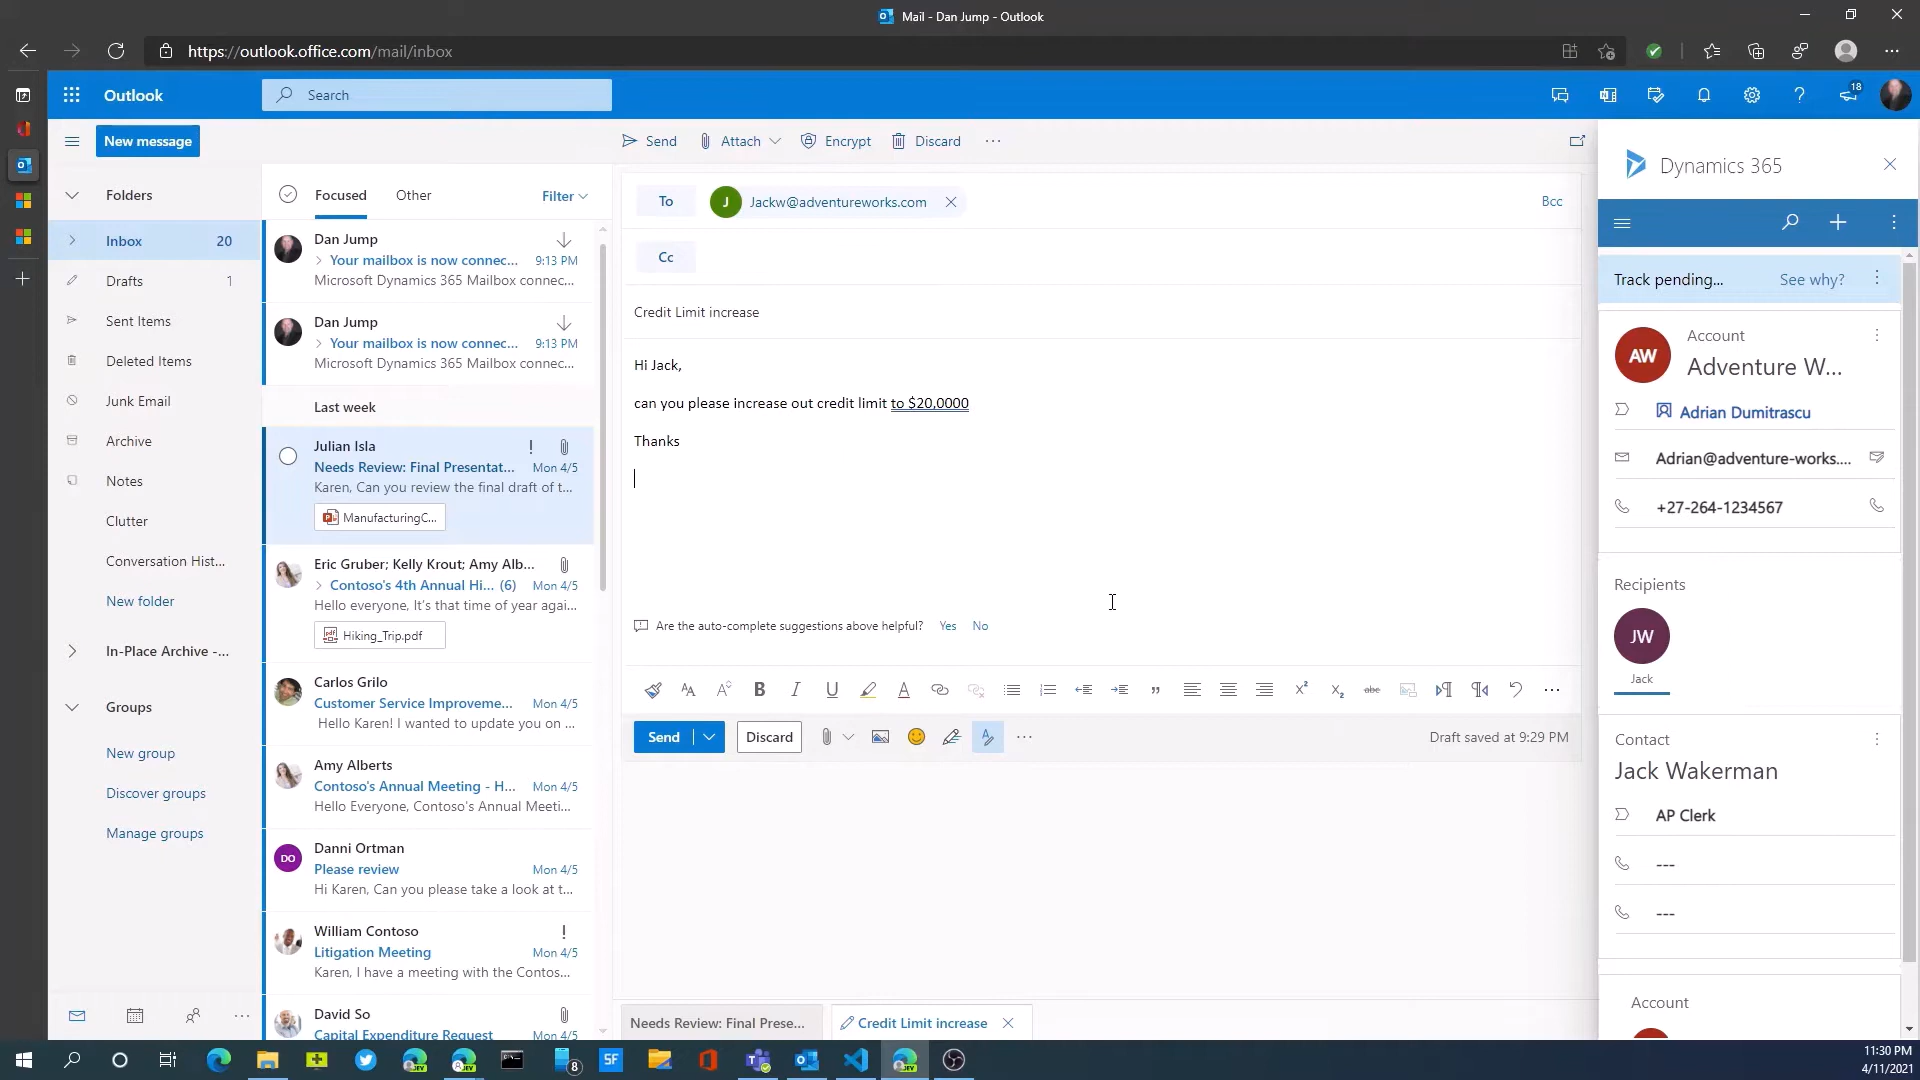 Mail - Dan Jump - Outlook
https://outlook.office.com/mail/inbox
Outlook
Search
18
New message
Send
Attach
Encrypt
Discard
Folders
Inbox 20
Drafts 1
Sent Items
Deleted Items
Junk Email
Archive
Notes
Clutter
Conversation Hist...
New folder
In-Place Archive -...
Groups
New group
Discover groups
Manage groups
Focused
Other
Filter
Dan Jump
Your mailbox is now connec... 9:13 PM
Microsoft Dynamics 365 Mailbox connec...
Dan Jump
Your mailbox is now connec... 9:13 PM
Microsoft Dynamics 365 Mailbox connec...
Last week
Julian Isla
Needs Review: Final Presentat... Mon 4/5
Karen, Can you review the final draft of t...
ManufacturingC...
Eric Gruber; Kelly Krout; Amy Alb...
Contoso's 4th Annual Hi... (6) Mon 4/5
Hello everyone, It's that time of year agai...
Hiking_Trip.pdf
Carlos Grilo
Customer Service Improveme... Mon 4/5
Hello Karen! I wanted to update you on ...
Amy Alberts
Contoso's Annual Meeting - H... Mon 4/5
Hello Everyone, Contoso's Annual Meeti...
DO
Danni Ortman
Please review Mon 4/5
Hi Karen, Can you please take a look at t...
William Contoso
Litigation Meeting Mon 4/5
Karen, I have a meeting with the Contos...
David So
Capital Expenditure Request Mon 4/5
To
J
Jackw@adventureworks.com
Bcc
Cc
Credit Limit increase
Hi Jack,
can you please increase out credit limit to $20,0000
Thanks
Are the auto-complete suggestions above helpful? Yes No
Send
Discard
Draft saved at 9:29 PM
Needs Review: Final Prese...
Credit Limit increase
Dynamics 365
Track pending... See why?
AW
Account
Adventure W...
Adrian Dumitrascu
Adrian@adventure-works....
+27-264-1234567
Recipients
JW
Jack
Contact
Jack Wakerman
AP Clerk
---
---
Account
DEV
DEV
8
SF
DEV
11:30 PM
4/11/2021